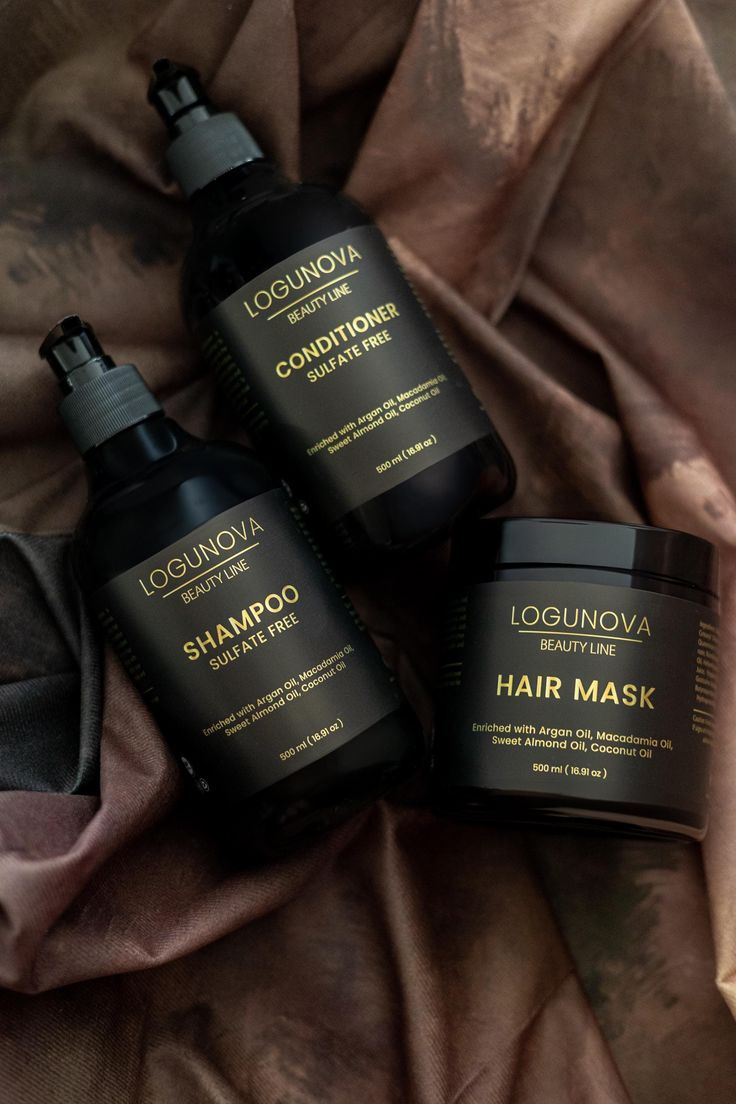 LOGUNOVA
BEAUTY LINE
CONDITIONER
SULFATE FREE
Enriched with Argan Oil, Macadamia Oil,
Sweet Almond Oil, Coconut Oil
500 ml ( 16.91 oz )
LOGUNOVA
BEAUTY LINE
SHAMPOO
SULFATE FREE
Enriched with Argan Oil, Macadamia Oil,
Sweet Almond Oil, Coconut Oil
500 ml ( 16.91 oz )
LOGUNOVA
BEAUTY LINE
HAIR MASK
Enriched with Argan Oil, Macadamia Oil,
Sweet Almond Oil, Coconut Oil
500 ml ( 16.91 oz )